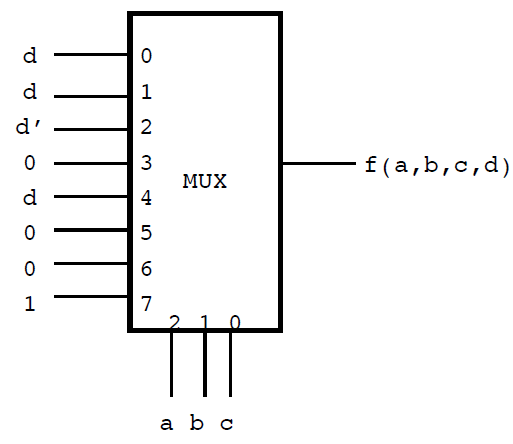 d 0
d 1
d′ 2
0 3 f(a,b,c,d)
MUX
d 4
0 5
0 6
1 7
2 1 0
a b c